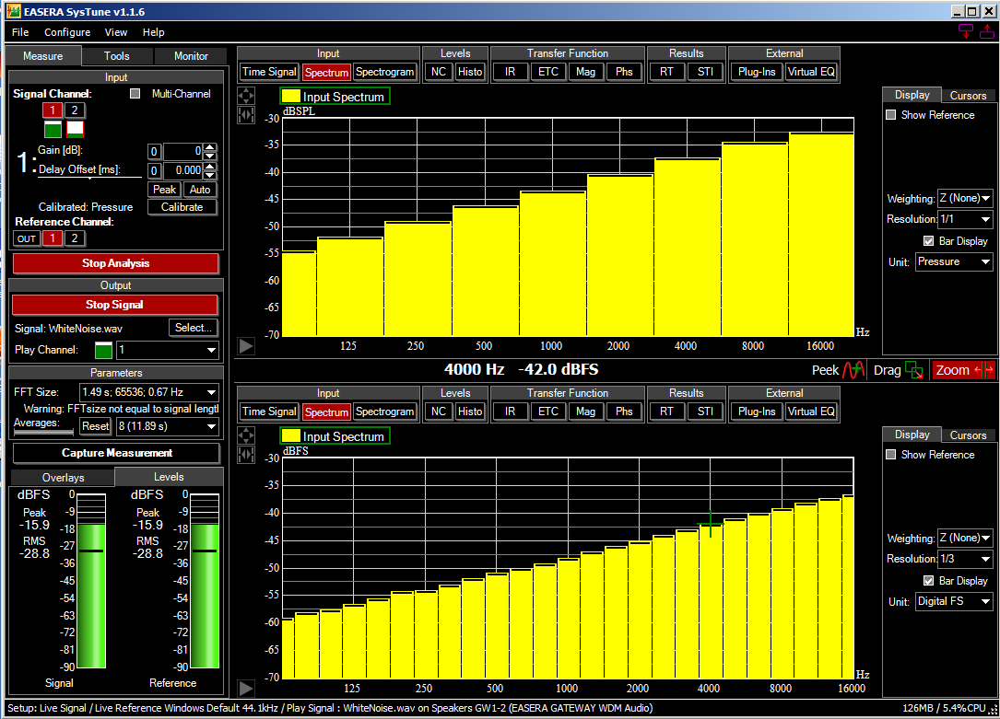 EASERA SysTune v1.1.6
File Configure View Help
Measure Tools Monitor
Input
Signal Channel: Multi-Channel
1 2
1:
Gain [dB]: 0 0
Delay Offset [ms]: 0 0.000
Peak Auto
Calibrated: Pressure Calibrate
Reference Channel:
OUT 1 2
Stop Analysis
Output
Stop Signal
Signal: WhiteNoise.wav Select...
Play Channel: 1
Parameters
FFT Size: 1.49 s; 65536; 0.67 Hz
Warning: FFTsize not equal to signal length
Averages: Reset 8 (11.89 s)
Capture Measurement
Overlays Levels
dBFS 0 dBFS 0
Peak -9 Peak -9
-15.9 -18 -15.9 -18
RMS -27 RMS -27
-28.8 -36 -28.8 -36
-45 -45
-54 -54
-63 -63
-72 -72
-81 -81
-90 -90
Signal Reference
Input Levels Transfer Function Results External
Time Signal Spectrum Spectrogram NC Histo IR ETC Mag Phs RT STI Plug-Ins Virtual EQ
Input Spectrum
dBSPL
-30
-35
-40
-45
-50
-55
-60
-65
-70
Hz
125 250 500 1000 2000 4000 8000 16000
Display Cursors
Show Reference
Weighting: Z (None)
Resolution: 1/1
Bar Display
Unit: Pressure
4000 Hz -42.0 dBFS
Peek Drag Zoom
Input Levels Transfer Function Results External
Time Signal Spectrum Spectrogram NC Histo IR ETC Mag Phs RT STI Plug-Ins Virtual EQ
Input Spectrum
dBFS
-30
-35
-40
-45
-50
-55
-60
-65
-70
Hz
125 250 500 1000 2000 4000 8000 16000
Display Cursors
Show Reference
Weighting: Z (None)
Resolution: 1/3
Bar Display
Unit: Digital FS
Setup: Live Signal / Live Reference Windows Default 44.1kHz / Play Signal : WhiteNoise.wav on Speakers GW1-2 (EASERA GATEWAY WDM Audio) 126MB / 5.4%CPU